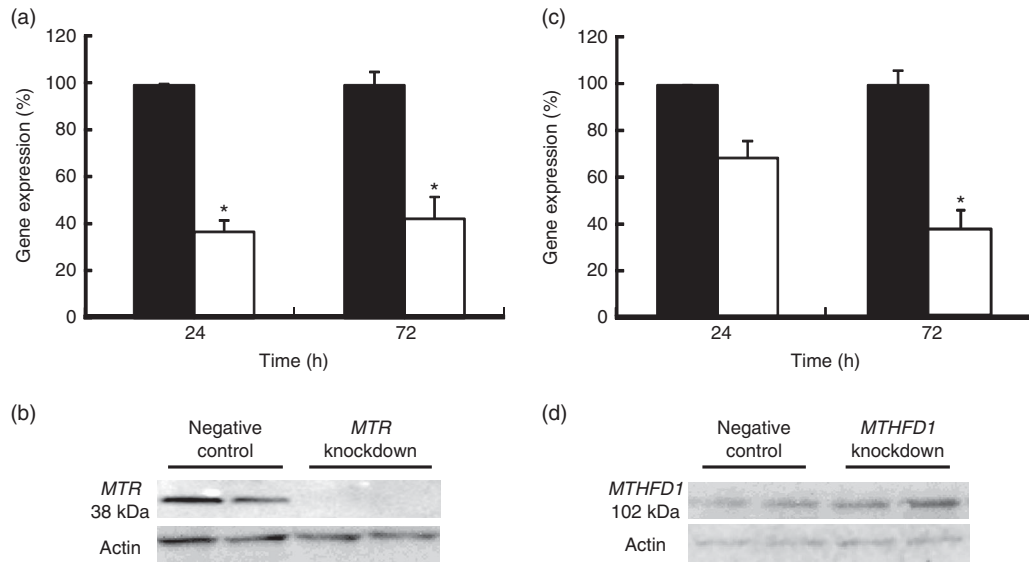 (a)
120
100
80
60
40
20
0
Gene expression (%)
*
*
24
72
Time (h)
(c)
120
100
80
60
40
20
0
Gene expression (%)
*
24
72
Time (h)
(b)
Negative
control
MTR
knockdown
MTR
38 kDa
Actin
(d)
Negative
control
MTHFD1
knockdown
MTHFD1
102 kDa
Actin